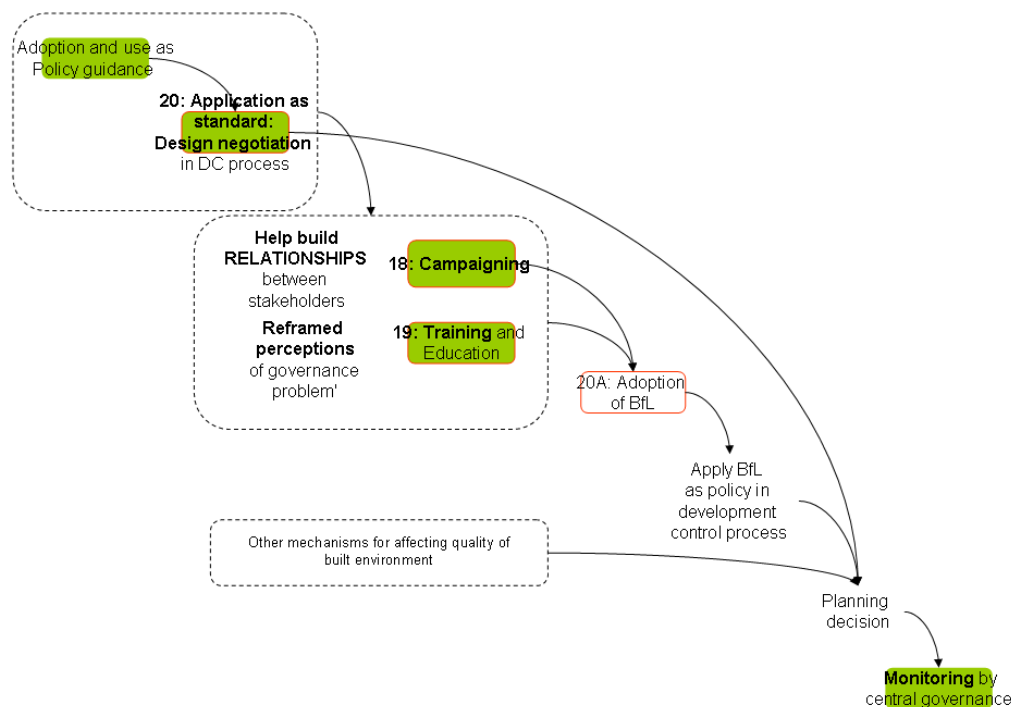 Adoption and use as
Policy guidance
20: Application as
standard:
Design negotiation
in DC process
Help build
RELATIONSHIPS
between
stakeholders
18: Campaigning
Reframed
perceptions
of governance
problem'
19: Training and
Education
20A: Adoption
of BfL
Apply BfL
as policy in
development
control process
Other mechanisms for affecting quality of
built environment
Planning
decision
Monitoring by
central governance